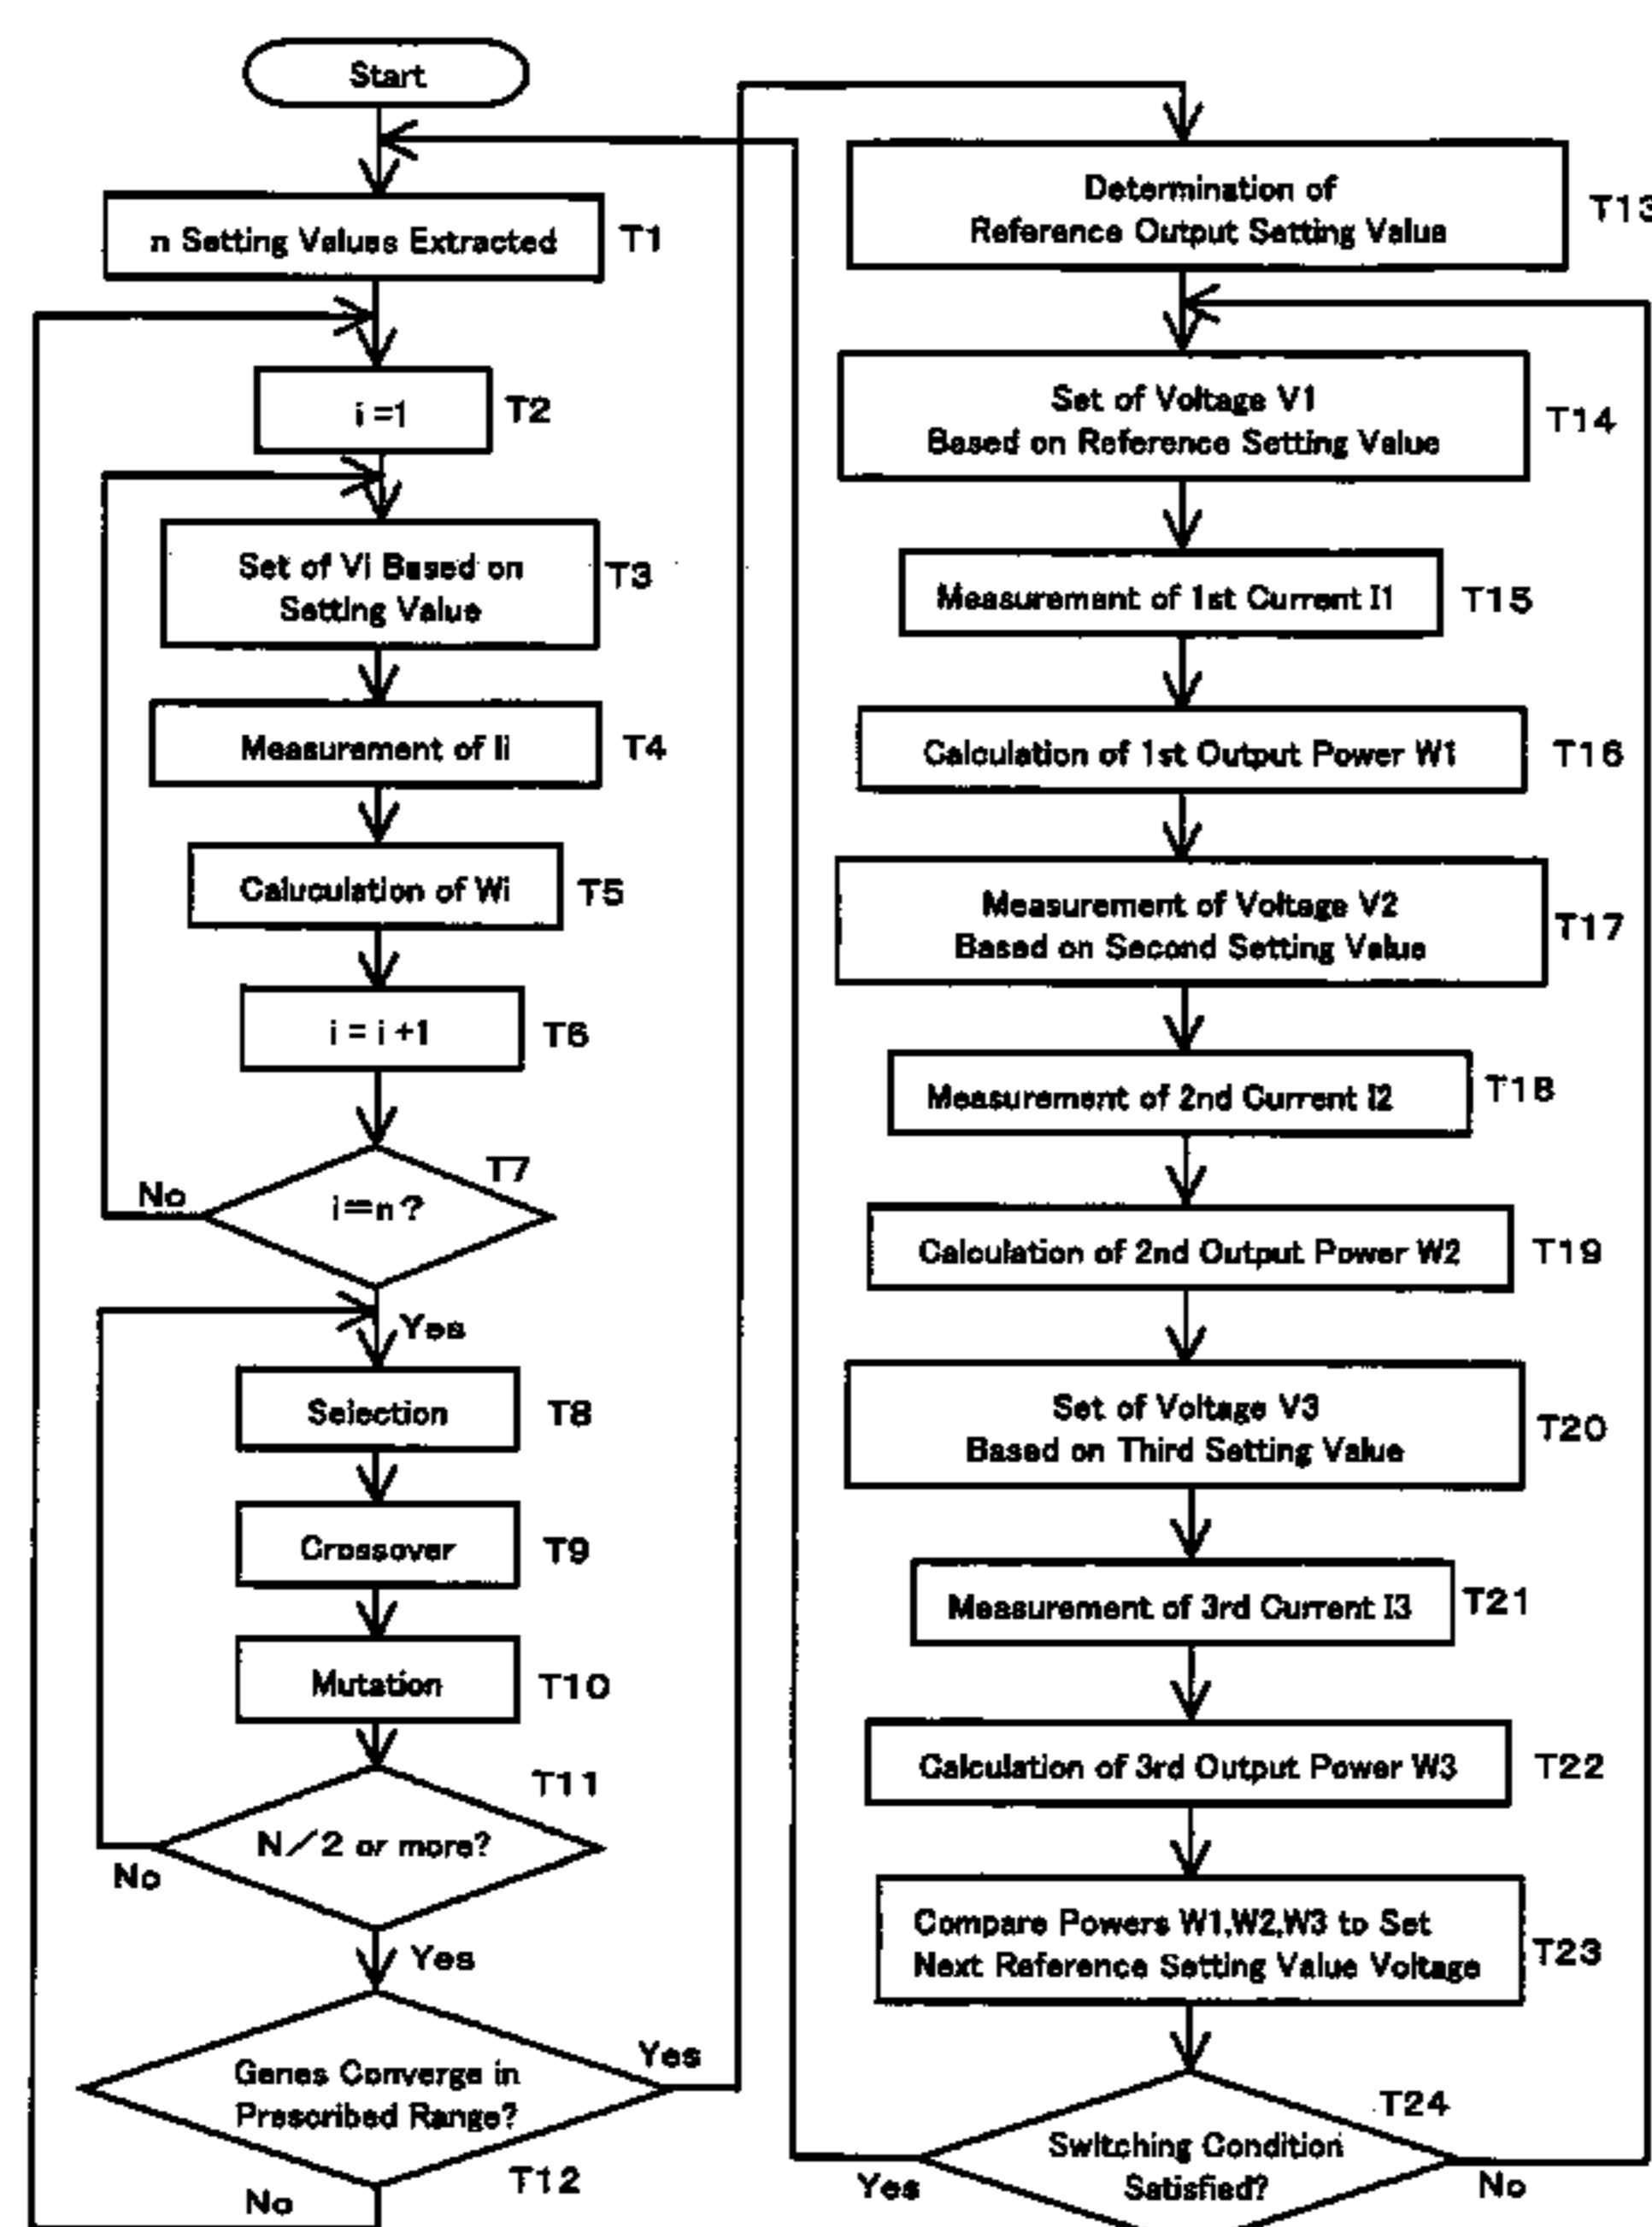 Start
n Setting Values Extracted
T1
i =1
T2
Set of Vi Based on
Setting Value
T3
Measurement of Ii
T4
Caluculation of Wi
T5
i = i +1
T6
T7
i=n ?
No
Yes
Selection
T8
Crossover
T9
Mutation
T10
T11
N/2 or more?
No
Yes
Genes Converge in
Prescribed Range?
Yes
T12
No
Determination of
Reference Output Setting Value
T13
Set of Voltage V1
Based on Reference Setting Value
T14
Measurement of 1st Current I1
T15
Calculation of 1st Output Power W1
T16
Measurement of Voltage V2
Based on Second Setting Value
T17
Measurement of 2nd Current I2
T18
Calculation of 2nd Output Power W2
T19
Set of Voltage V3
Based on Third Setting Value
T20
Measurement of 3rd Current I3
T21
Calculation of 3rd Output Power W3
T22
Compare Powers W1,W2,W3 to Set
Next Reference Setting Value Voltage
T23
T24
Switching Condition
Satisfied?
Yes
No